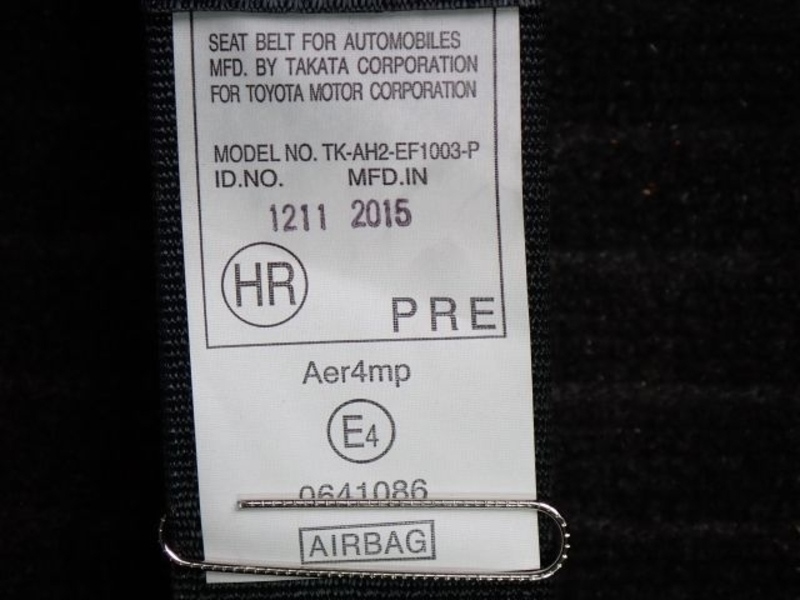 SEAT BELT FOR AUTOMOBILES
MFD. BY TAKATA CORPORATION
FOR TOYOTA MOTOR CORPORATION
MODEL NO. TK-AH2-EF1003-P
ID.NO. MFD.IN
1211 2015
HR
PRE
Aer4mp
E4
0641086
AIRBAG